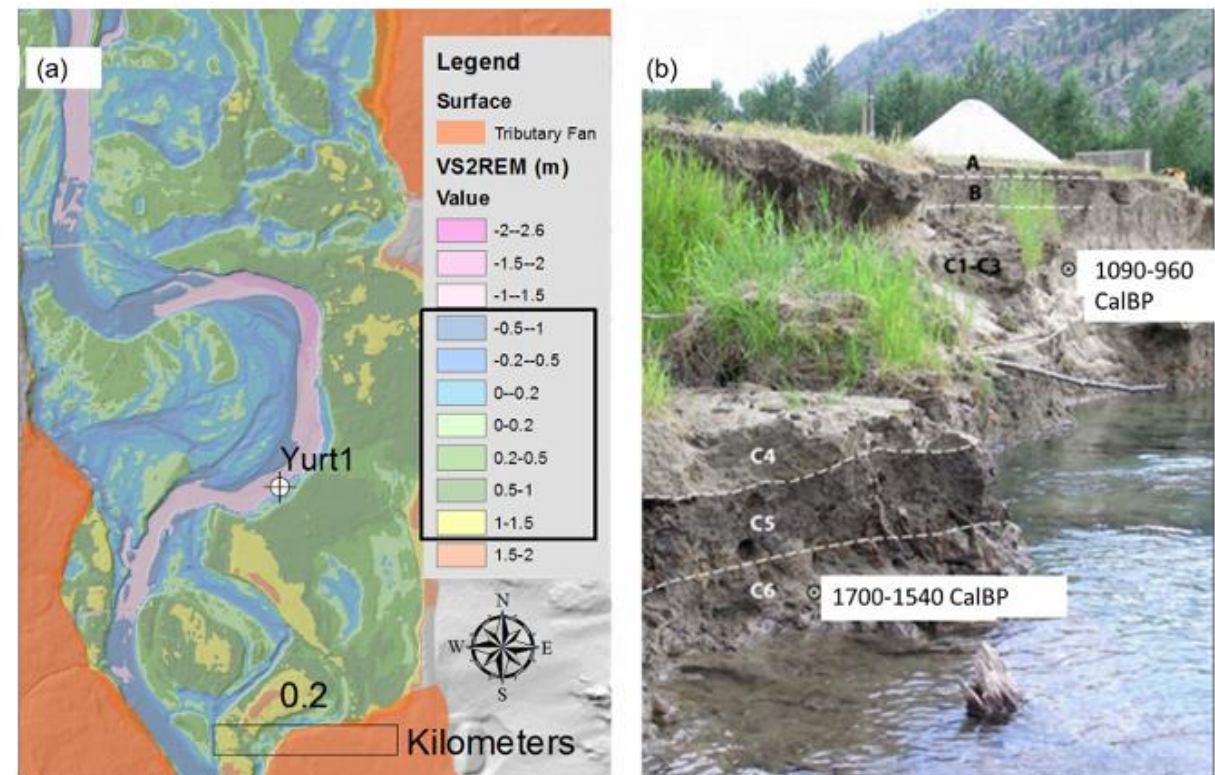 (a)
Legend
Surface
Tributary Fan
VS2REM (m)
Value
-2--2.6
-1.5--2
-1--1.5
-0.5--1
-0.2--0.5
0--0.2
0-0.2
0.2-0.5
0.5-1
1-1.5
1.5-2
Yurt1
N
W
E
S
0.2
Kilometers
(b)
A
B
C1-C3
1090-960
CalBP
C4
C5
C6
1700-1540 CalBP